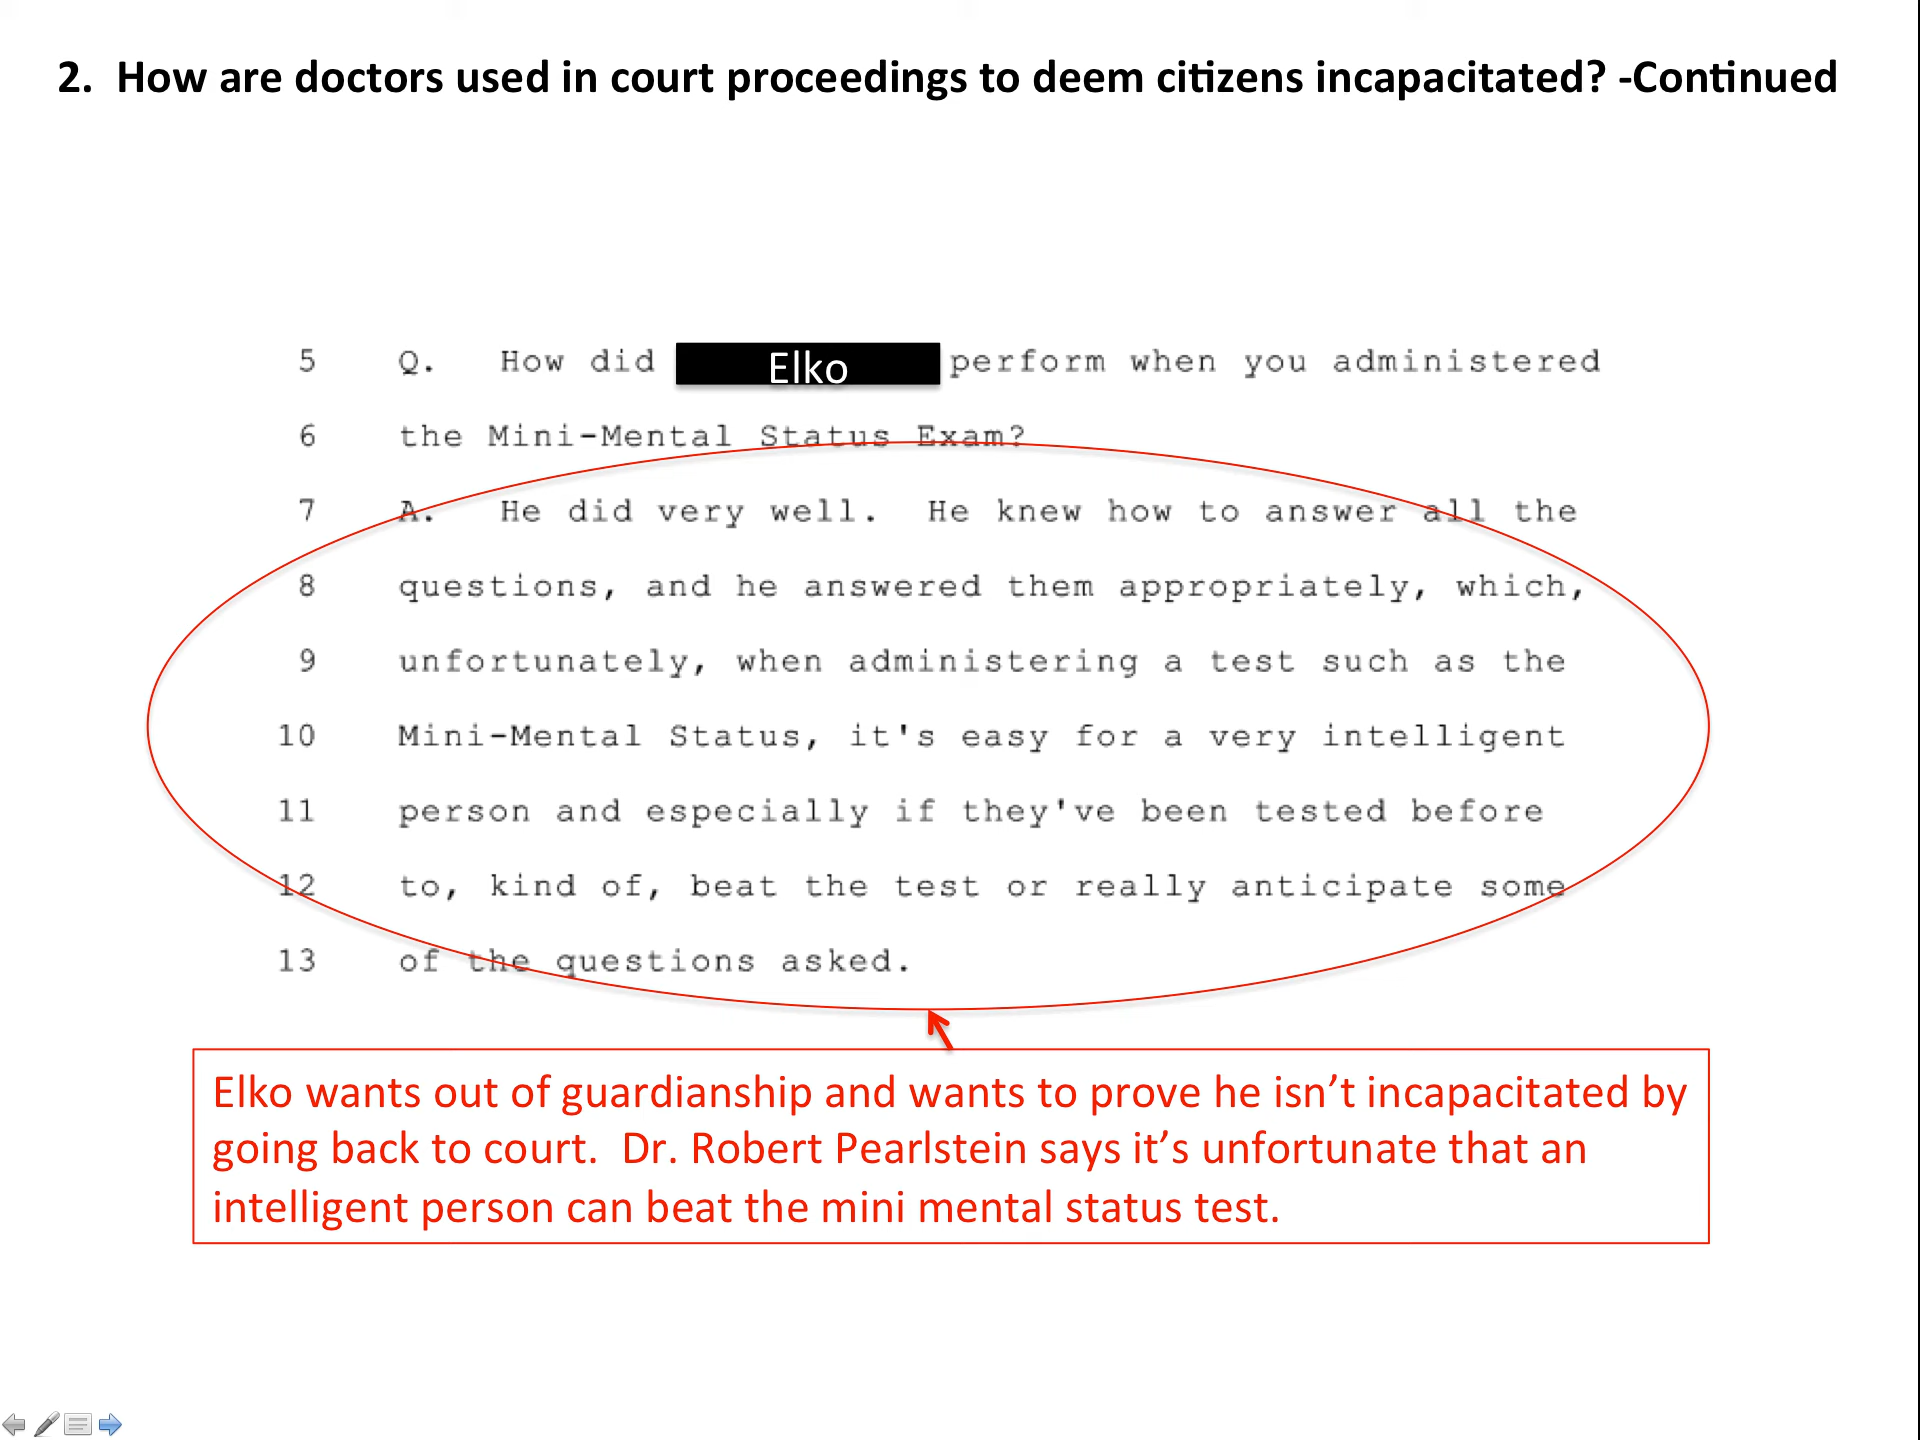 2. How are doctors used in court proceedings to deem citizens incapacitated? -Continued
5 Q. How did Elko perform when you administered
6 the Mini-Mental Status Exam?
7 A. He did very well. He knew how to answer all the
8 questions, and he answered them appropriately, which,
9 unfortunately, when administering a test such as the
10 Mini-Mental Status, it's easy for a very intelligent
11 person and especially if they've been tested before
12 to, kind of, beat the test or really anticipate some
13 of the questions asked.
Elko wants out of guardianship and wants to prove he isn’t incapacitated by
going back to court. Dr. Robert Pearlstein says it’s unfortunate that an
intelligent person can beat the mini mental status test.